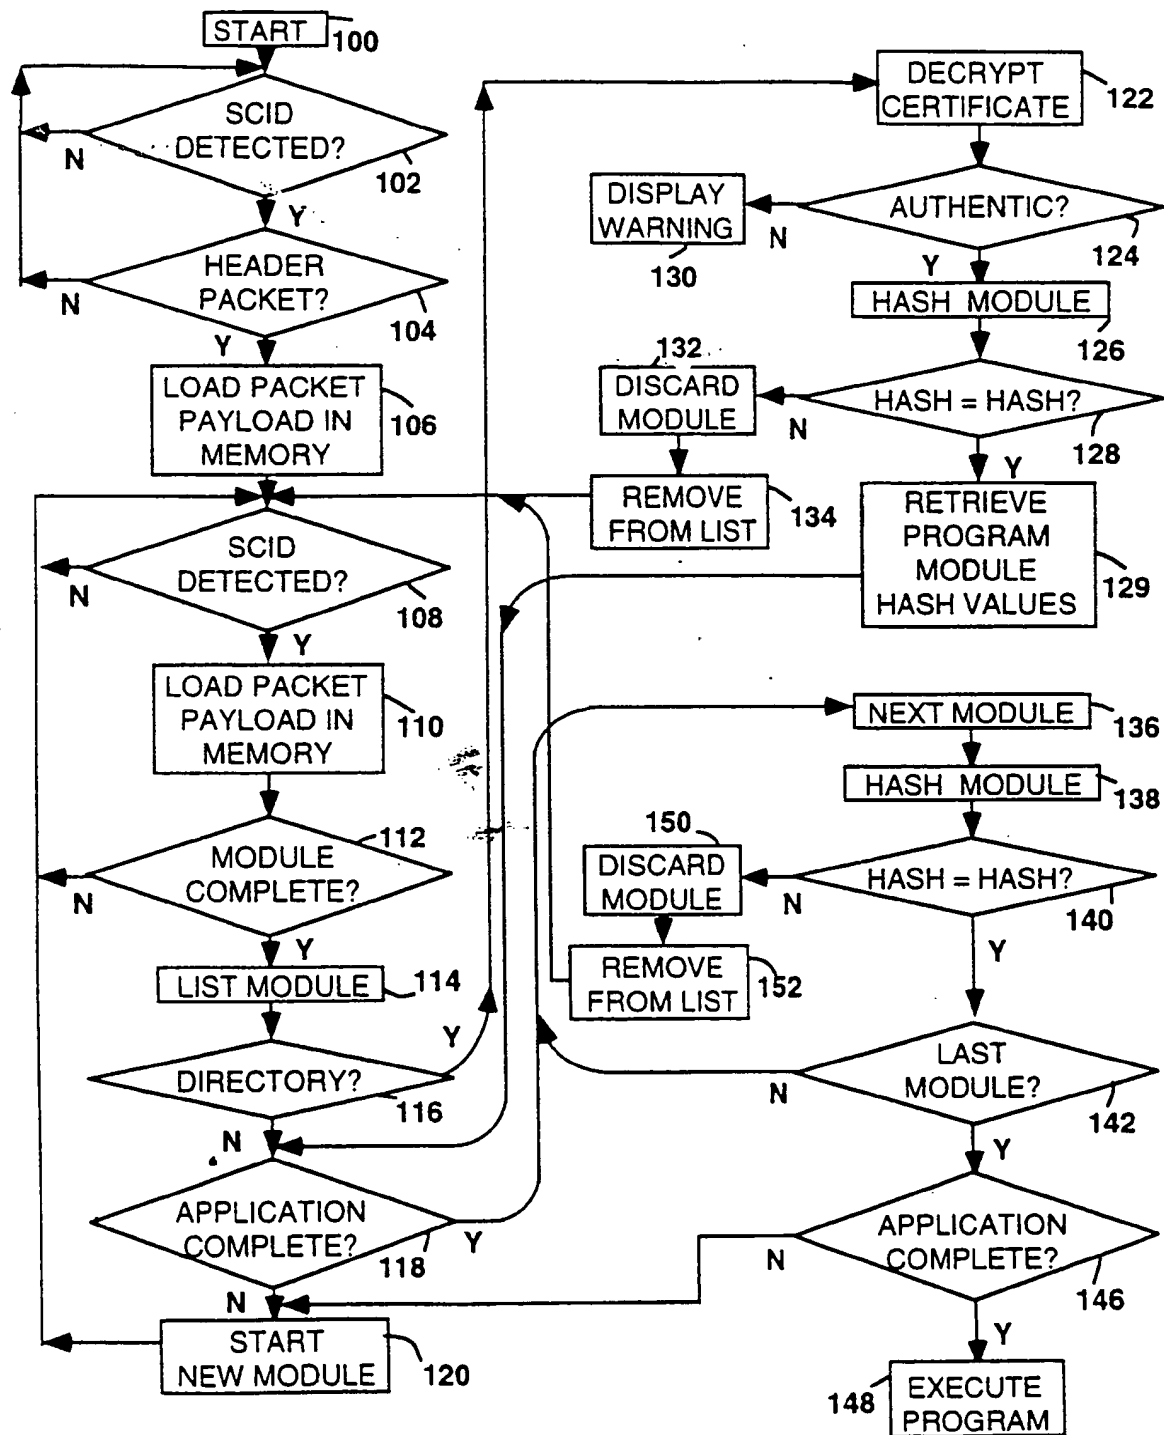 START
100
SCID
DETECTED?
102
N
Y
HEADER
PACKET?
104
N
Y
LOAD PACKET
PAYLOAD IN
MEMORY
106
SCID
DETECTED?
108
N
Y
LOAD PACKET
PAYLOAD IN
MEMORY
110
MODULE
COMPLETE?
112
N
Y
LIST MODULE
114
DIRECTORY?
116
Y
N
APPLICATION
COMPLETE?
118
Y
N
START
NEW MODULE
120
DECRYPT
CERTIFICATE
122
AUTHENTIC?
124
N
Y
DISPLAY
WARNING
130
HASH MODULE
126
HASH = HASH?
128
N
Y
132
DISCARD
MODULE
REMOVE
FROM LIST
134
RETRIEVE
PROGRAM
MODULE
HASH VALUES
129
NEXT MODULE
136
HASH MODULE
138
HASH = HASH?
140
N
Y
150
DISCARD
MODULE
REMOVE
FROM LIST
152
LAST
MODULE?
142
N
Y
APPLICATION
COMPLETE?
146
N
Y
148
EXECUTE
PROGRAM